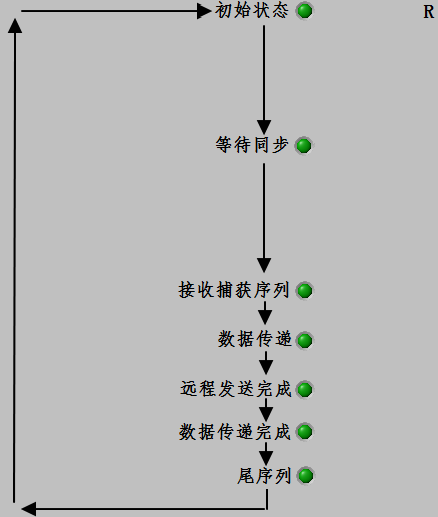 初始状态 R
等待同步
接收捕获序列
数据传递
远程发送完成
数据传递完成
尾序列